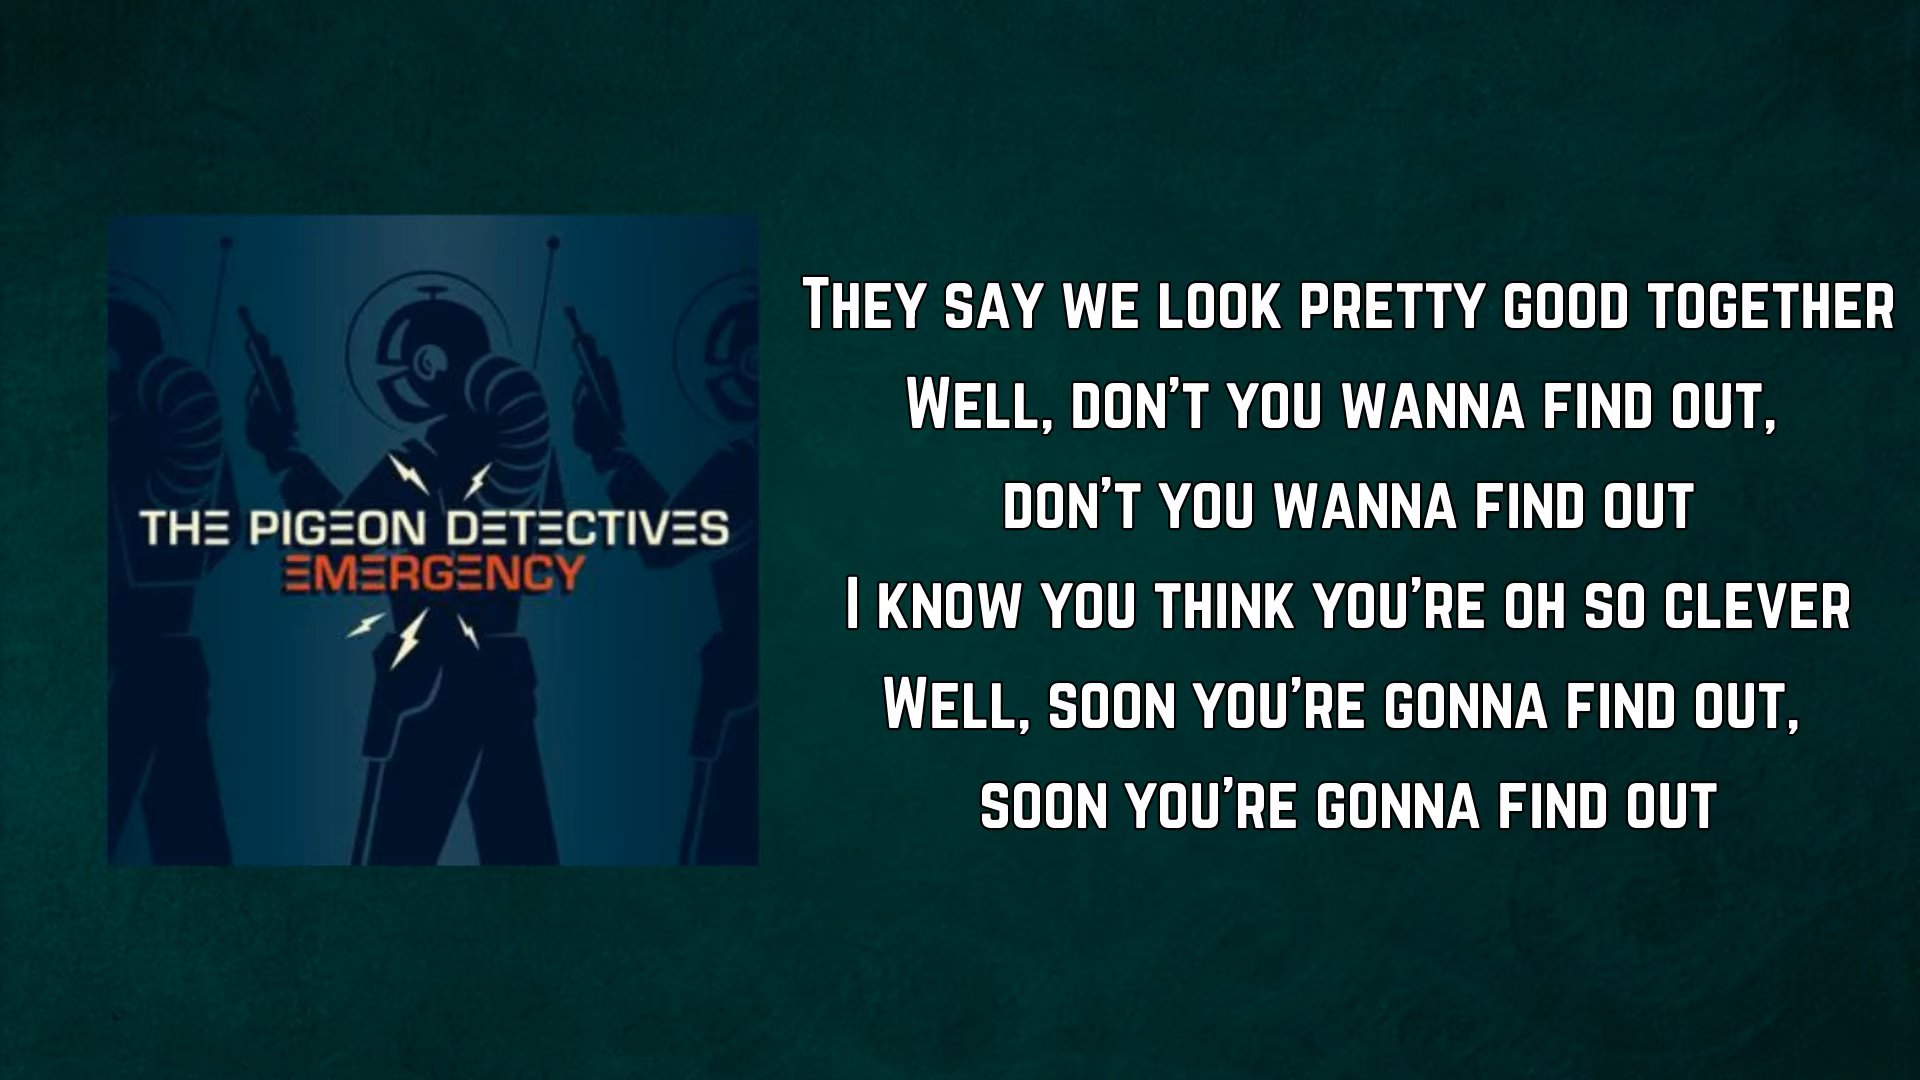 THE PIGEON DETECTIVES
EMERGENCY
They say we look pretty good together
Well, don't you wanna find out,
don't you wanna find out
I know you think you're oh so clever
Well, soon you're gonna find out,
soon you're gonna find out